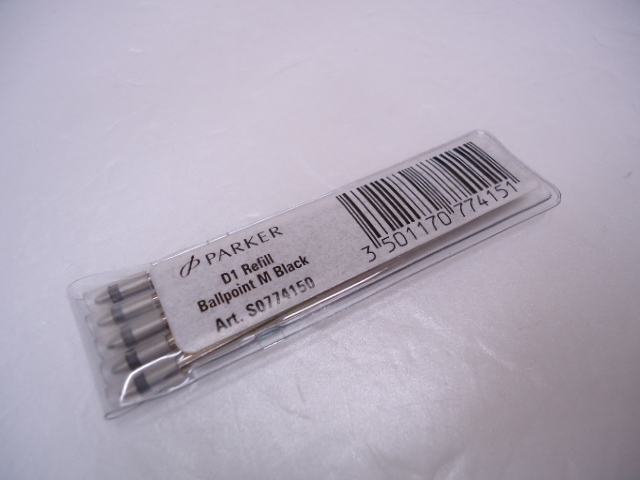 PARKER
D1 Refill
Ballpoint M Black
Art. S0774150
3 501170 774151